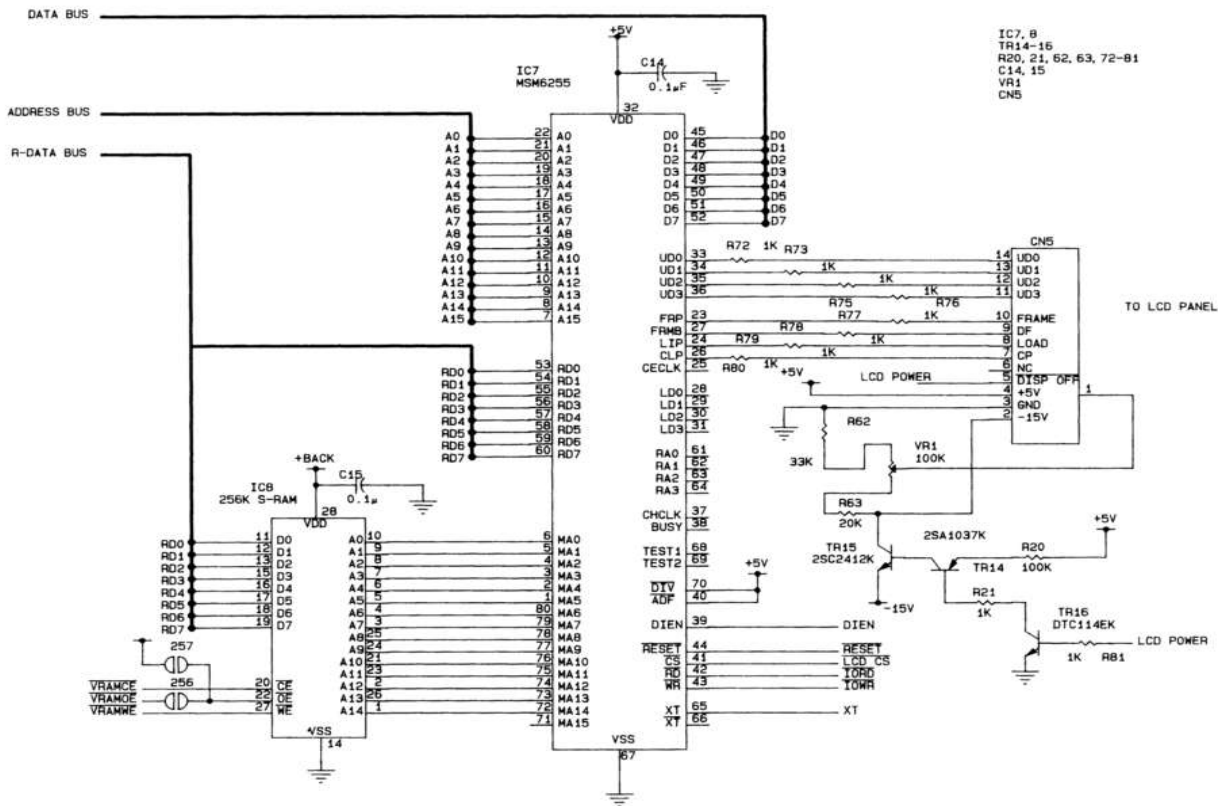 DATA BUS
ADDRESS BUS
R-DATA BUS
IC7, 8
TR14-16
R20, 21, 62, 63, 72-81
C14, 15
VR1
CN5
+5V
C14
0.1µF
IC7
MSM6255
32
VDD
A0 22 A0
A1 21 A1
A2 20 A2
A3 19 A3
A4 18 A4
A5 17 A5
A6 16 A6
A7 15 A7
A8 14 A8
A9 13 A9
A10 12 A10
A11 11 A11
A12 10 A12
A13 9 A13
A14 8 A14
A15 7 A15
RD0 53 RD0
RD1 54 RD1
RD2 55 RD2
RD3 56 RD3
RD4 57 RD4
RD5 58 RD5
RD6 59 RD6
RD7 60 RD7
D0 45 D0
D1 46 D1
D2 47 D2
D3 48 D3
D4 49 D4
D5 50 D5
D6 51 D6
D7 52 D7
UD0 33 R72 1K R73 14 UD0
UD1 34 1K 13 UD1
UD2 35 1K 12 UD2
UD3 36 1K 11 UD3
R75 R76
FRP 23 R77 1K 10 FRAME
FRMB 27 R78 1K 9 DF
LIP 24 R79 1K 8 LOAD
CLP 26 R80 1K 7 CP
CECLK 25
6 NC
LCD POWER 5 DISP OFF
+5V 4 +5V
3 GND
2 -15V
1
CN5
TO LCD PANEL
LD0 28
LD1 29
LD2 30
LD3 31
RA0 61
RA1 62
RA2 63
RA3 64
CHCLK 37
BUSY 38
TEST1 68
TEST2 69
DIV 70
ADF 40
+5V
DIEN 39 DIEN
RESET 44 RESET
CS 41 LCD CS
RD 42 IORD
WR 43 IOWR
XT 65 XT
XT 66
VSS
67
R62
33K
VR1
100K
R63
20K
TR15
2SC2412K
-15V
2SA1037K
TR14
R20
100K
+5V
R21
1K
TR16
DTC114EK
LCD POWER
1K R81
+BACK
C15
0.1µ
IC8
256K S-RAM
28
VDD
RD0 11 D0
RD1 12 D1
RD2 13 D2
RD3 15 D3
RD4 16 D4
RD5 17 D5
RD6 18 D6
RD7 19 D7
A0 10 6 MA0
A1 9 5 MA1
A2 8 4 MA2
A3 7 3 MA3
A4 6 2 MA4
A5 5 1 MA5
A6 4 80 MA6
A7 3 79 MA7
A8 25 78 MA8
A9 24 77 MA9
A10 21 76 MA10
A11 23 75 MA11
A12 2 74 MA12
A13 26 73 MA13
A14 1 72 MA14
71 MA15
257
256
VRAMCE 20 CE
VRAMOE 22 OE
VRAMWE 27 WE
VSS
14